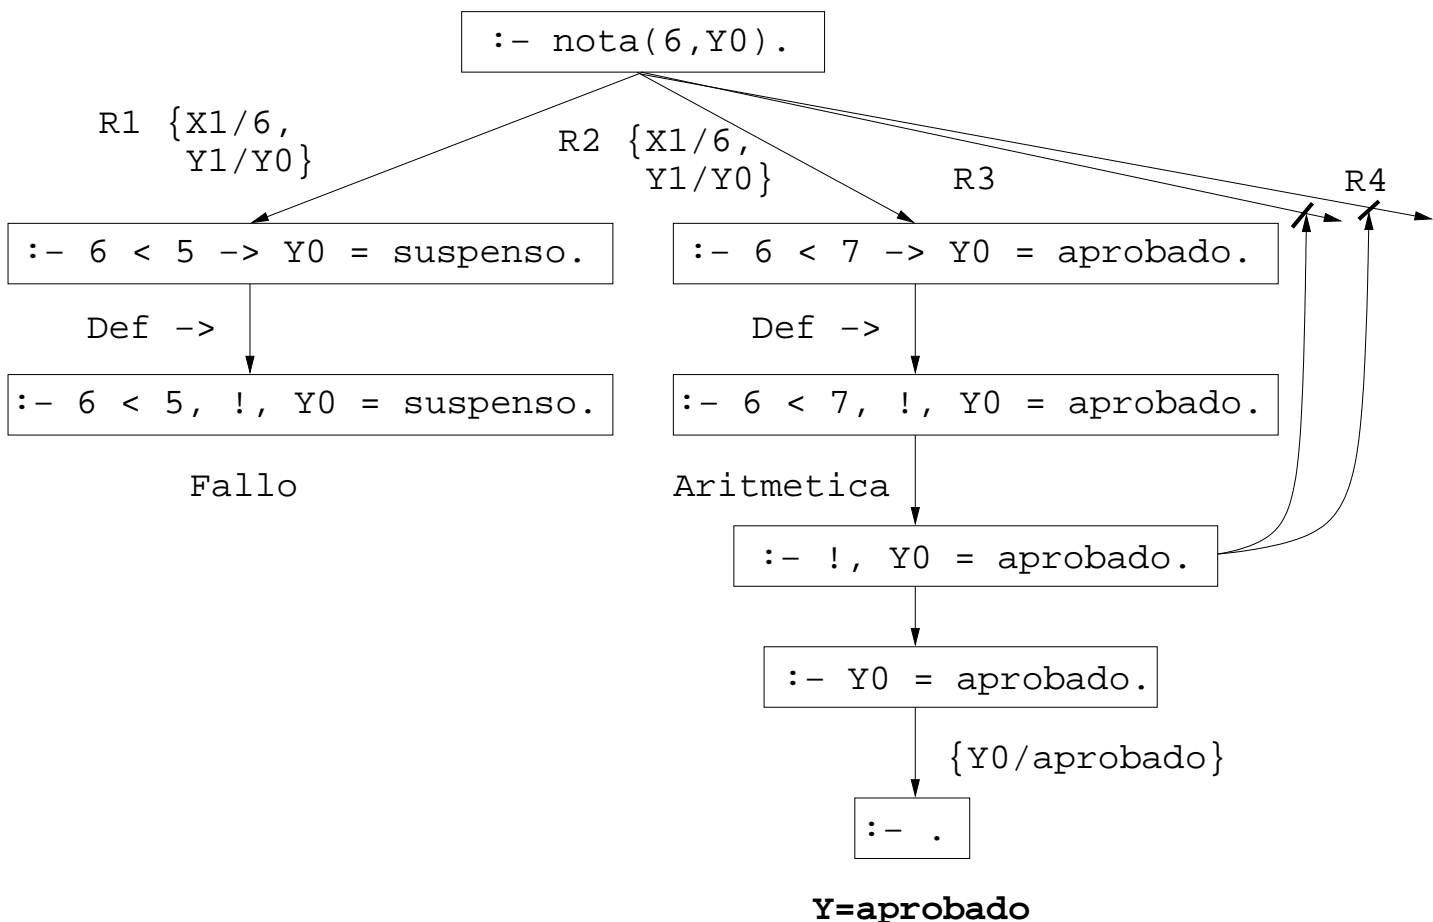 :- nota(6,Y0).
R1 {X1/6,
Y1/Y0}
R2 {X1/6,
Y1/Y0}
R3
R4
:- 6 < 5 -> Y0 = suspenso.
:- 6 < 7 -> Y0 = aprobado.
Def ->
Def ->
:- 6 < 5, !, Y0 = suspenso.
:- 6 < 7, !, Y0 = aprobado.
Fallo
Aritmetica
:- !, Y0 = aprobado.
:- Y0 = aprobado.
{Y0/aprobado}
:- .
Y=aprobado